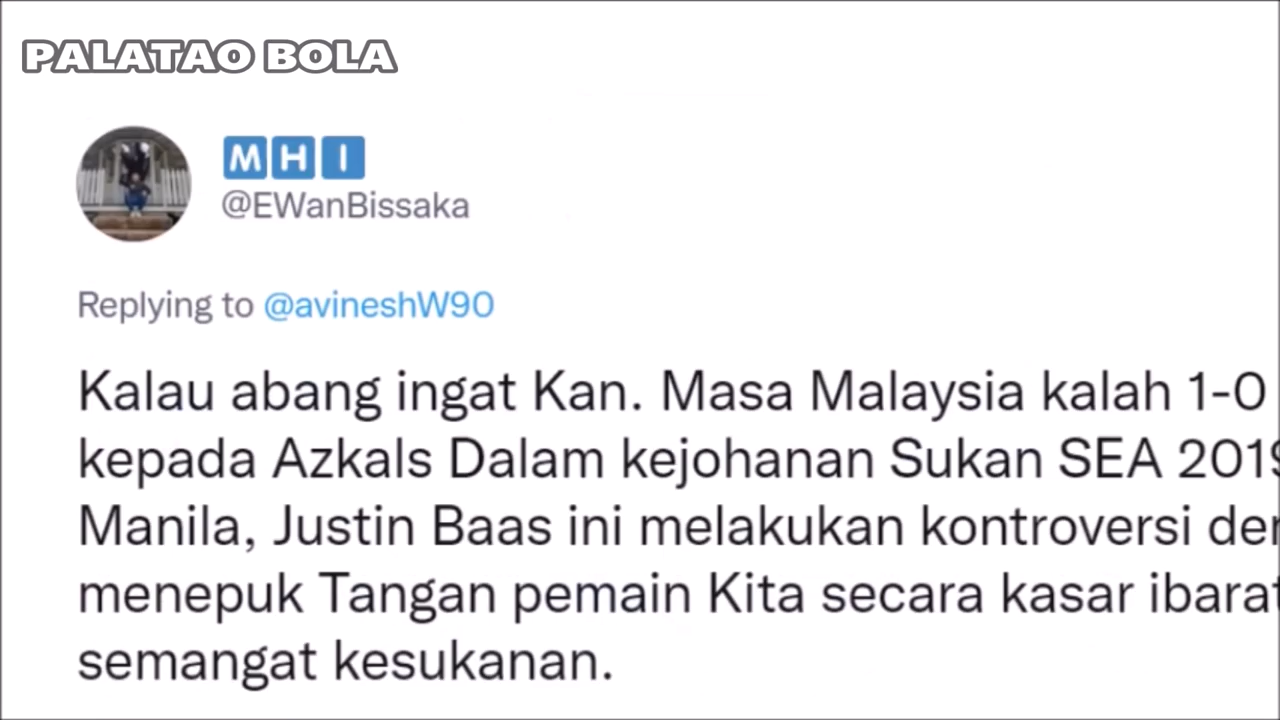 PALATAO BOLA
MHI
@EWanBissaka
Replying to @avineshW90
Kalau abang ingat Kan. Masa Malaysia kalah 1-0
kepada Azkals Dalam kejohanan Sukan SEA
Manila, Justin Baas ini melakukan kontroversi
menepuk Tangan pemain Kita secara kasar
semangat kesukanan.